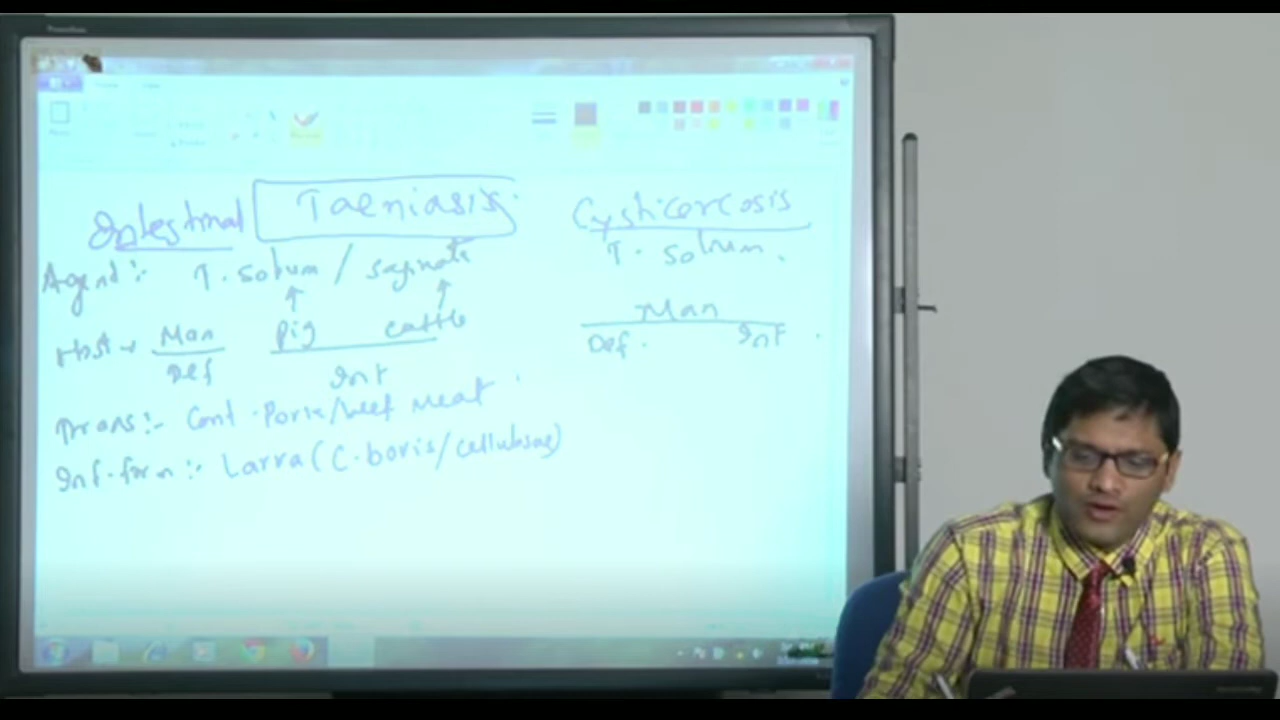 Intestinal Taeniasis Cysticercosis
Agent:- T. solium / saginata T. solium.
Host → Man pig cattle Man
Def Int Def. Int.
Trans:- Cont. Pork/beef meat
Inf. form:- Larva (C. bovis/cellulosae)